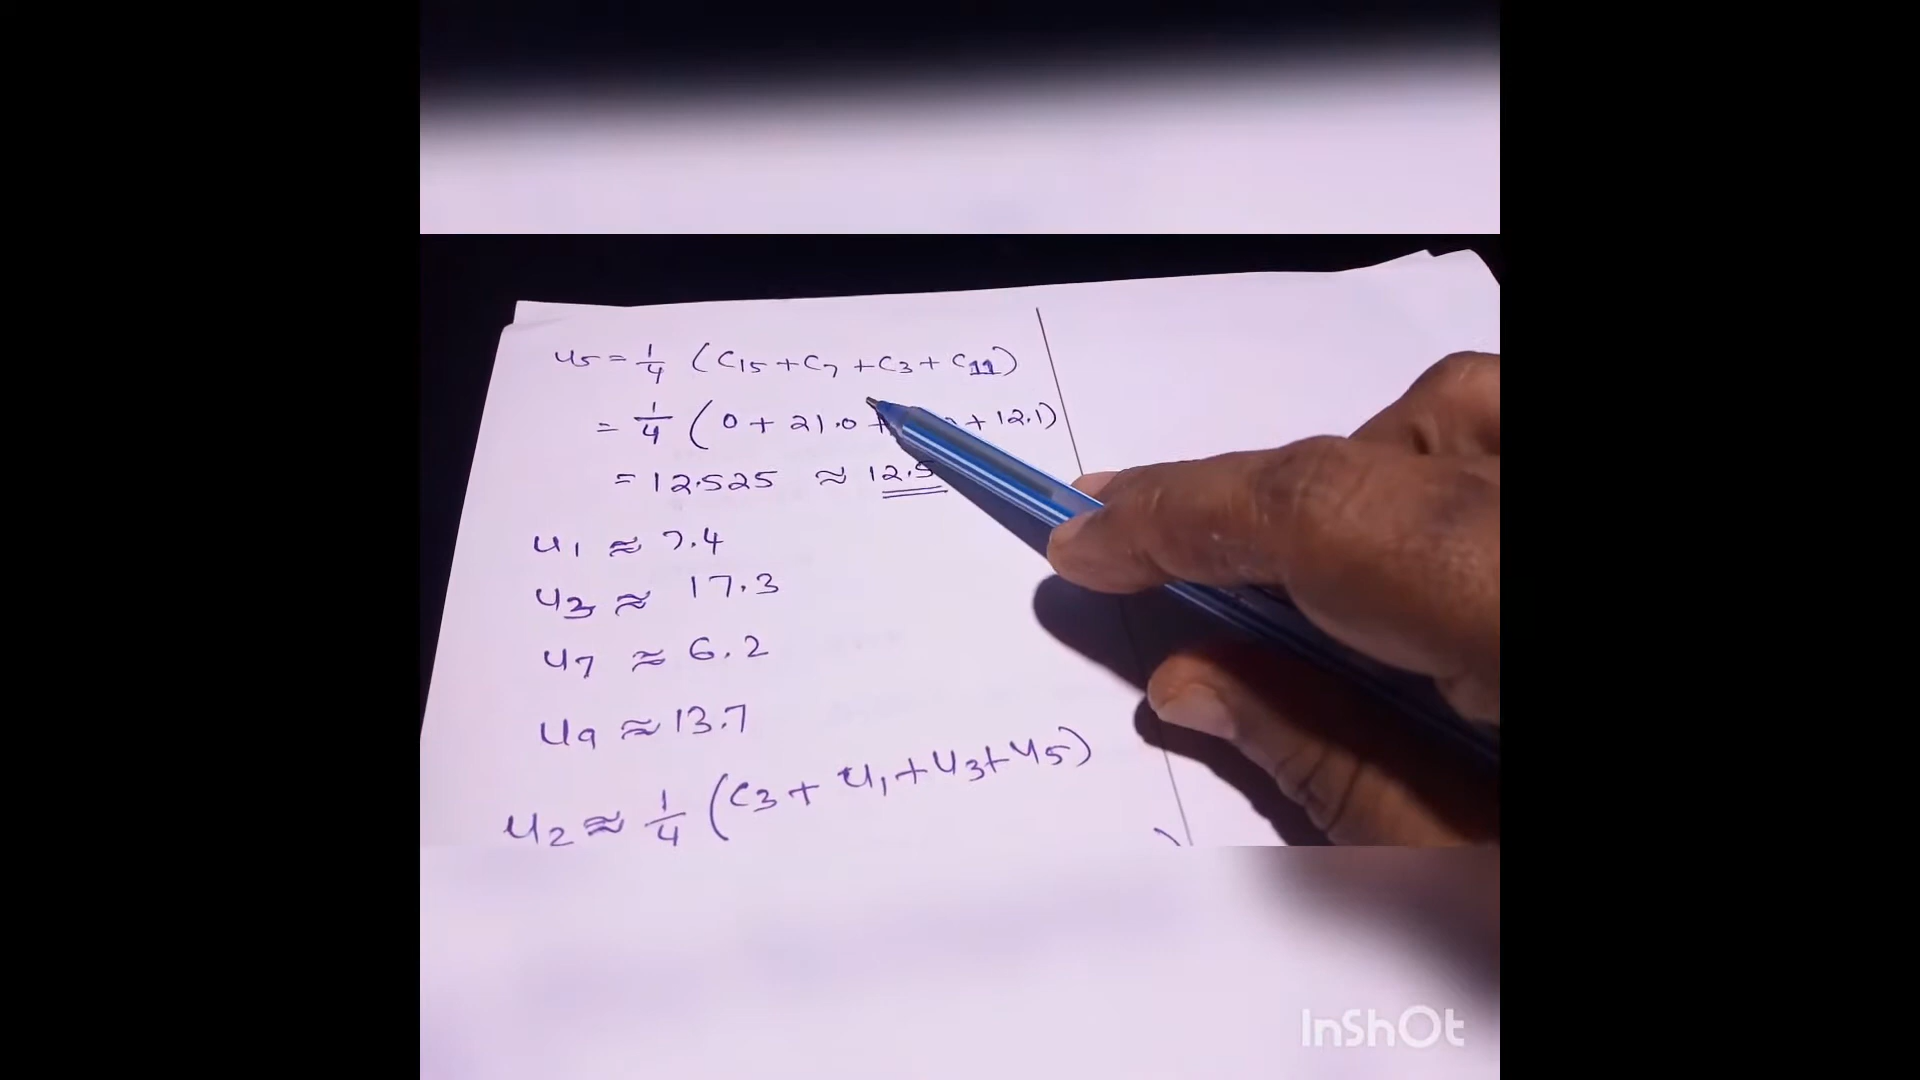 u5 = 1/4 (C15 + C7 + C3 + C11)
= 1/4 ( 0 + 21.0 + + 12.1)
= 12.525 ≈ 12.5
u1 ≈ 7.4
u3 ≈ 17.3
u7 ≈ 6.2
u9 ≈ 13.7
u2 ≈ 1/4 (C3 + u1 + u3 + u5)
InShOt